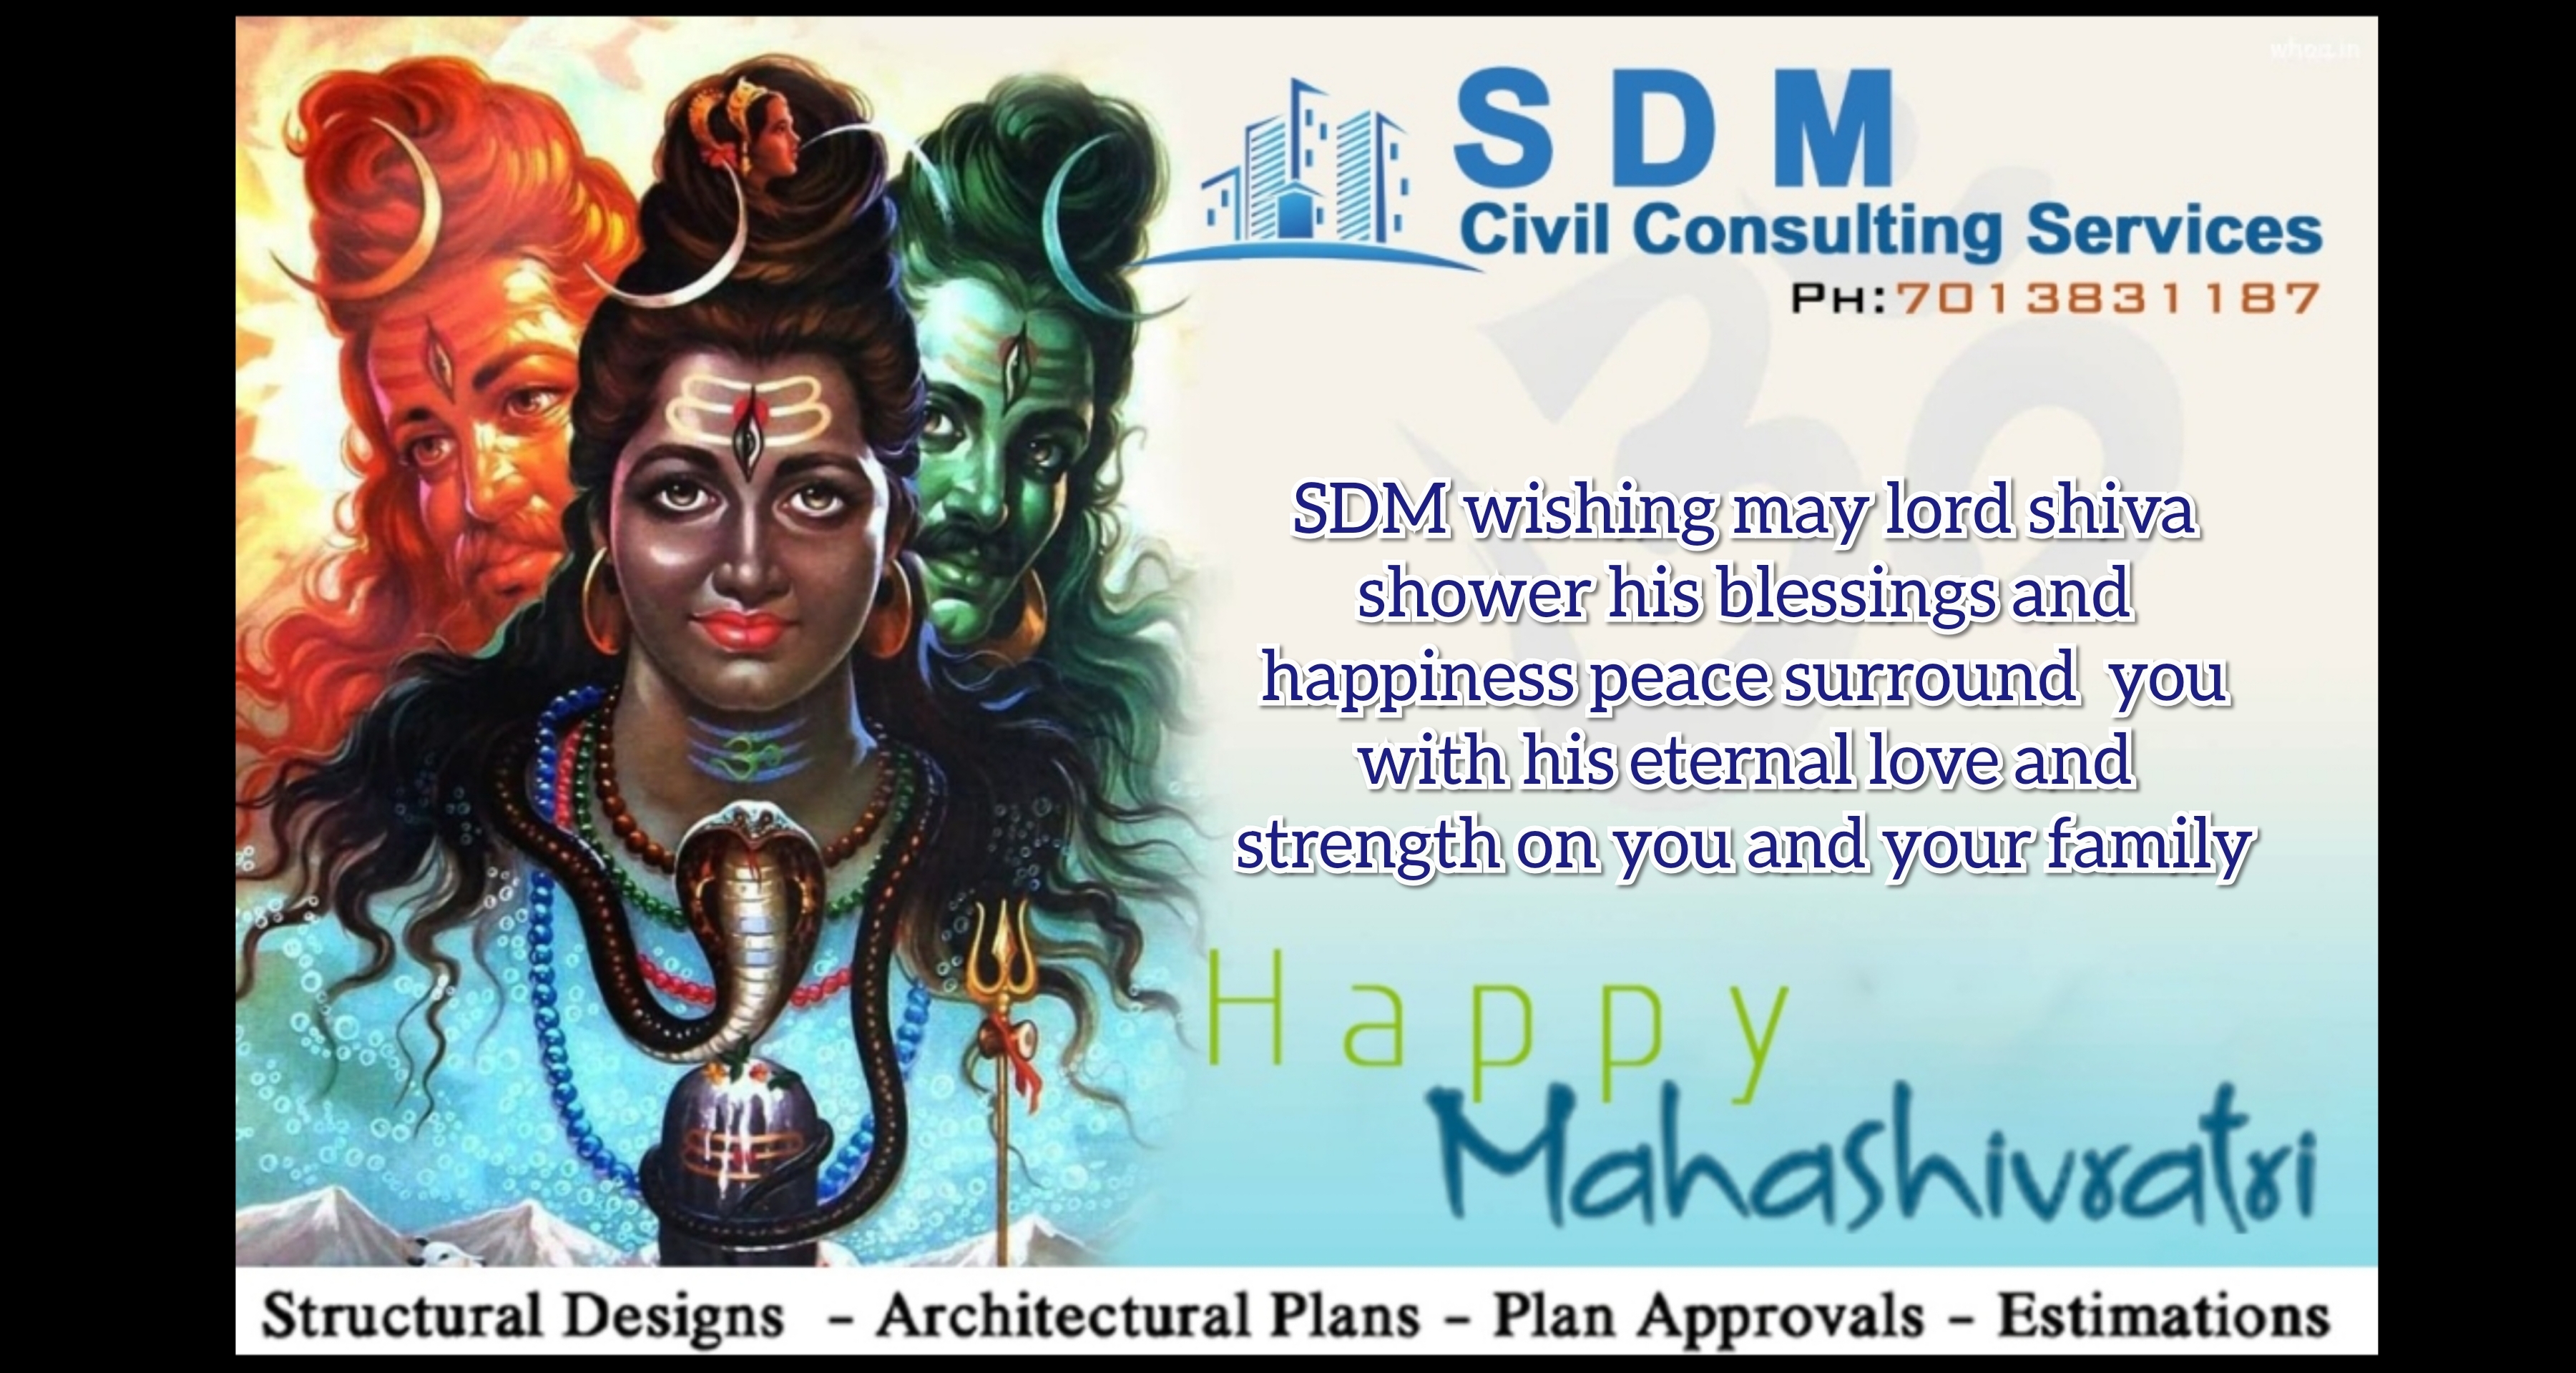 whoa.in
S D M
Civil Consulting Services
PH:7013831187
SDM wishing may lord shiva
shower his blessings and
happiness peace surround you
with his eternal love and
strength on you and your family
Happy
Mahashivratri
Structural Designs - Architectural Plans - Plan Approvals - Estimations